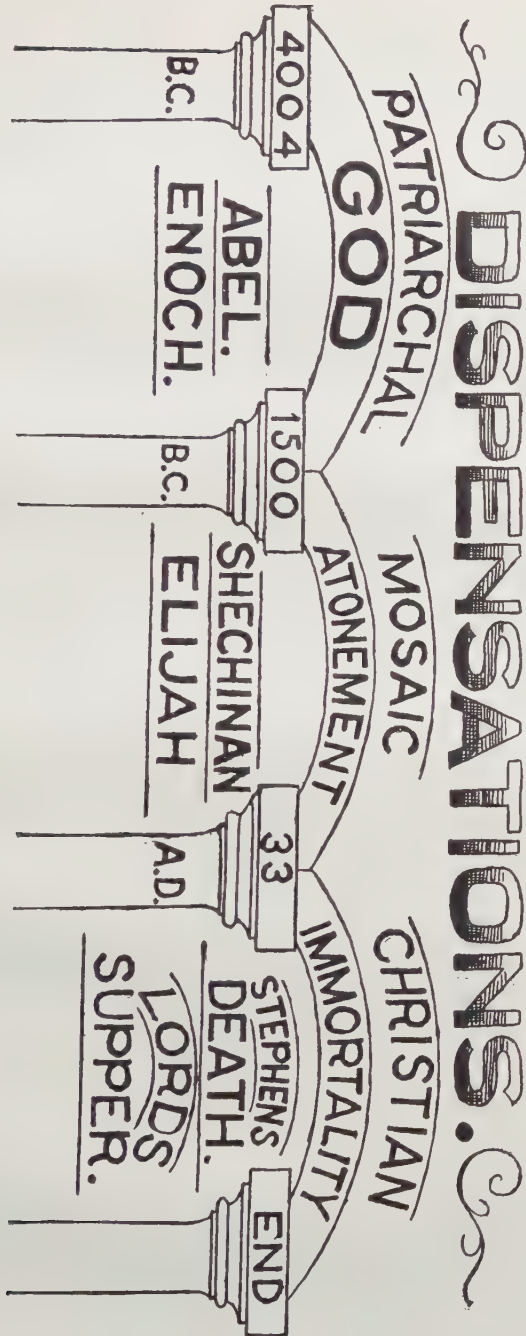 DISPENSATIONS.
PATRIARCHAL
GOD
4004
B.C.
ABEL.
ENOCH.
1500
B.C.
MOSAIC
ATONEMENT
SHECHINAN
ELIJAH
33
A.D.
CHRISTIAN
IMMORTALITY
STEPHENS
DEATH.
LORDS
SUPPER.
END